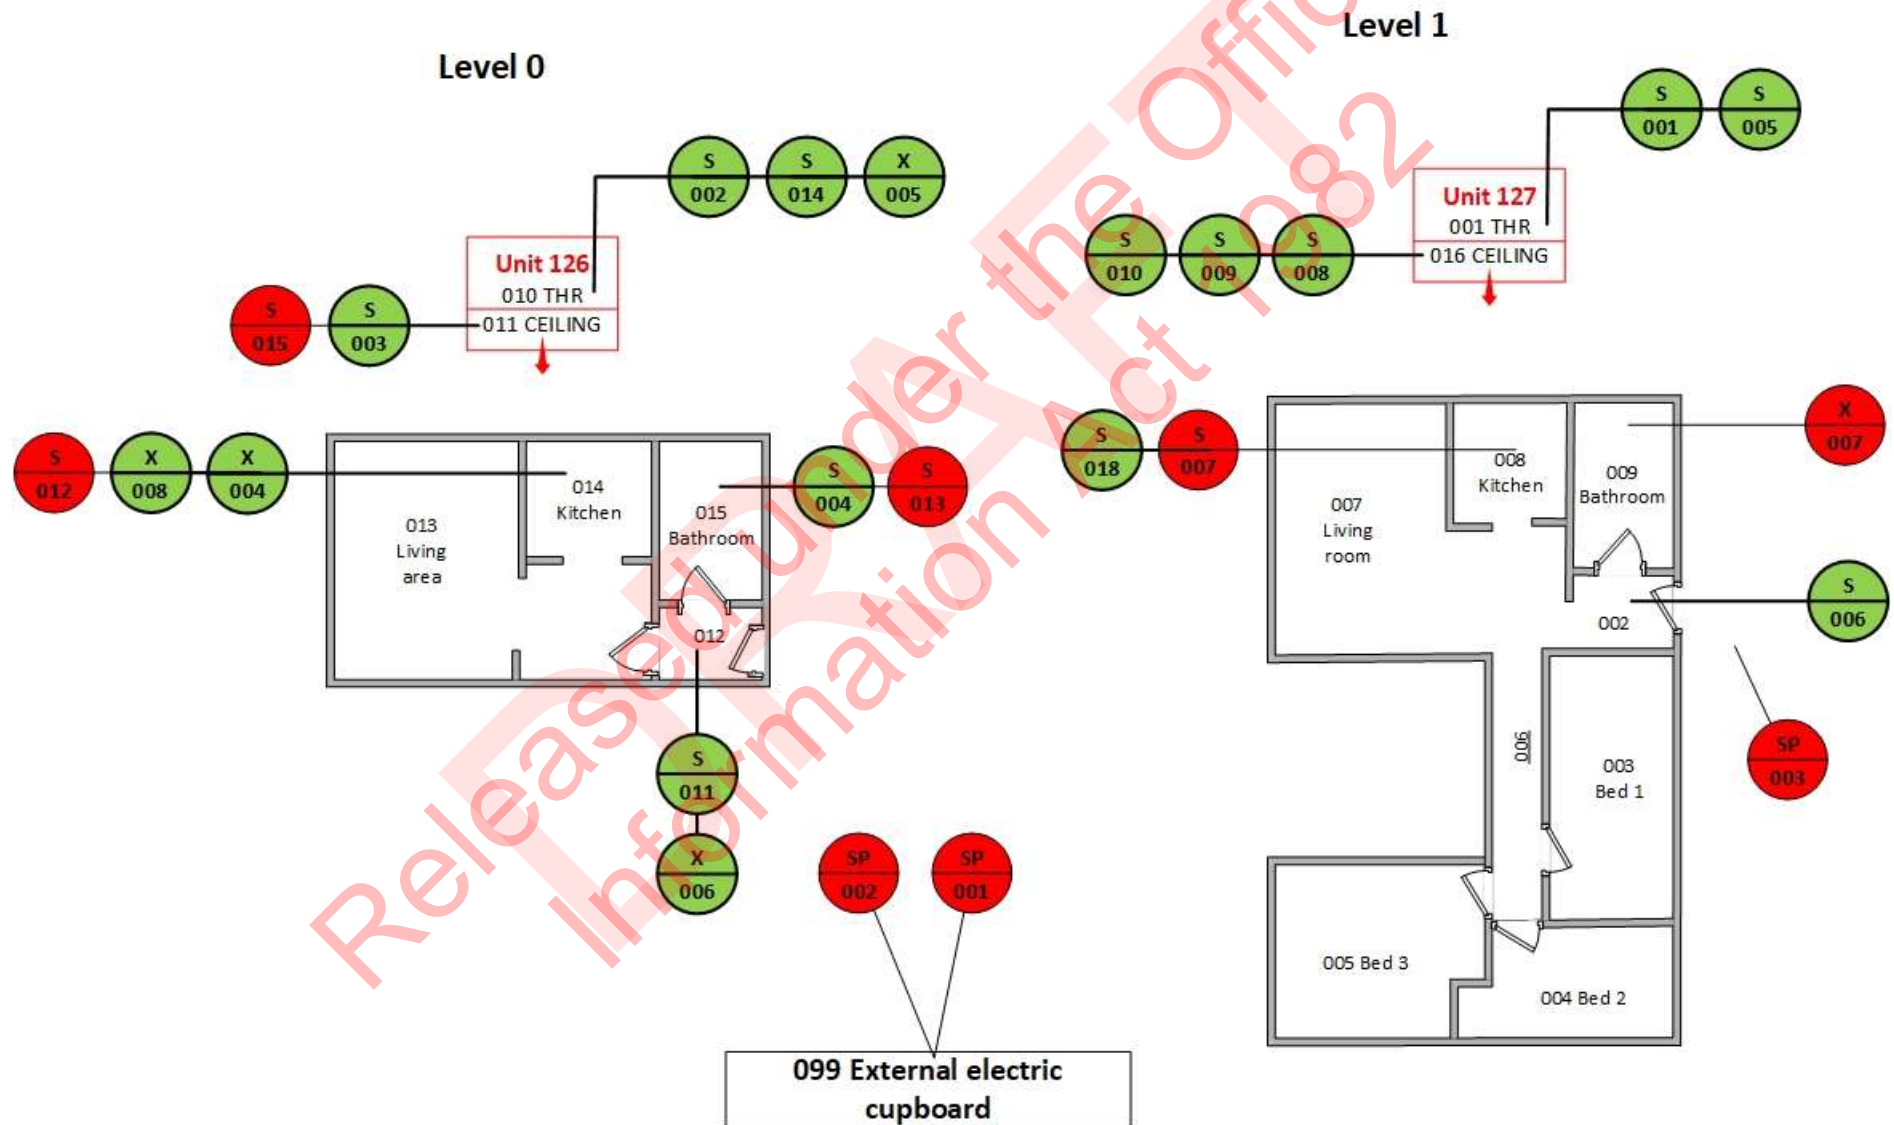 Level 0
Level 1
S
001
S
005
S
002
S
014
X
005
Unit 126
010 THR
011 CEILING
S
015
S
003
Unit 127
001 THR
016 CEILING
S
010
S
009
S
008
S
012
X
008
X
004
013
Living
area
014
Kitchen
015
Bathroom
012
S
004
S
013
S
011
X
006
SP
002
SP
001
099 External electric
cupboard
S
018
S
007
X
007
007
Living
room
008
Kitchen
009
Bathroom
002
S
006
SP
003
006
003
Bed 1
005 Bed 3
004 Bed 2
DRAFT
Released under the Offic
Information Act 1982